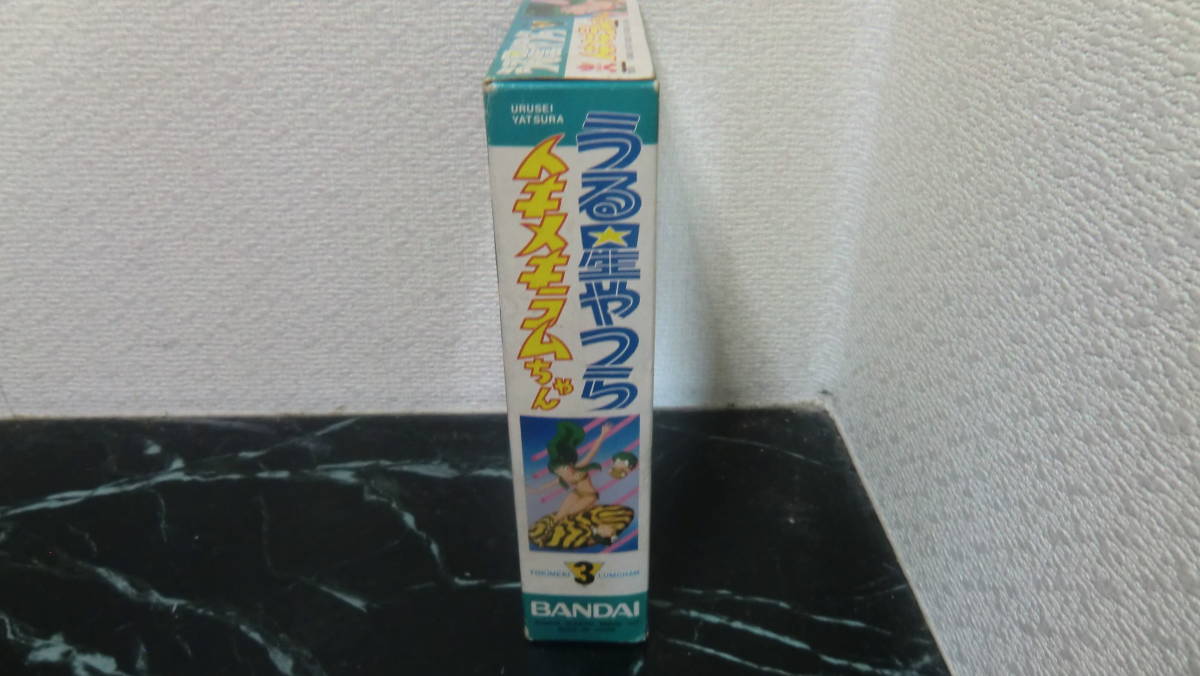 URUSEI
YATSURA
うる星やつら
トキメキラムちゃん
TOKIMEKI 3 LUMCHAN
BANDAI